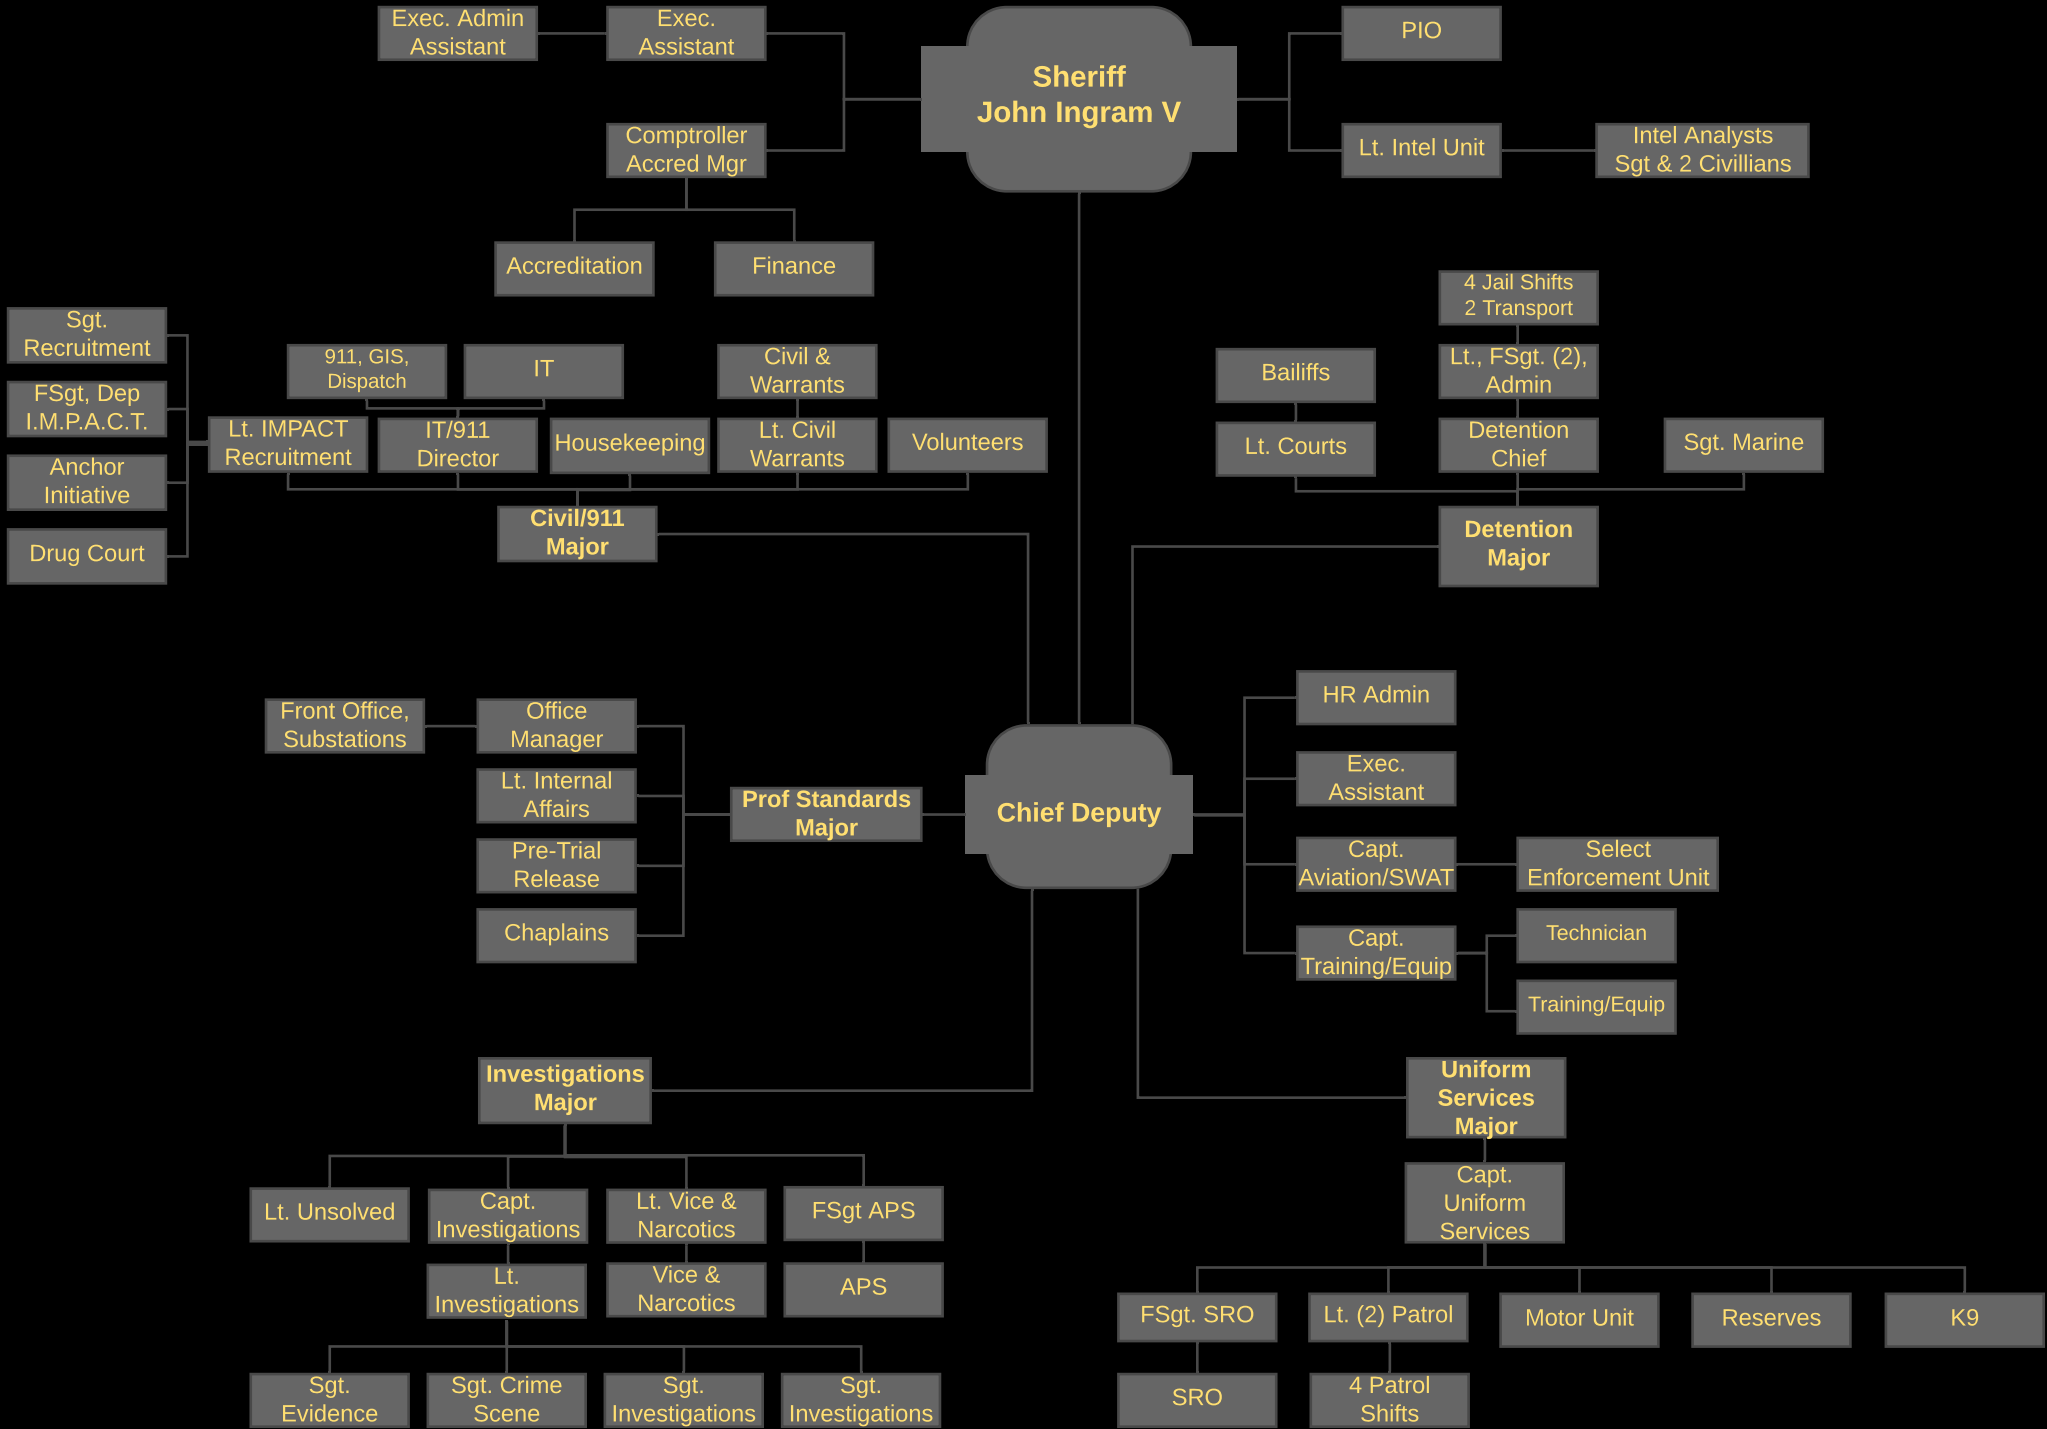 Exec. Admin
Assistant
Exec.
Assistant
Sheriff
John Ingram V
PIO
Comptroller
Accred Mgr
Lt. Intel Unit
Intel Analysts
Sgt & 2 Civillians
Accreditation
Finance
4 Jail Shifts
2 Transport
Sgt.
Recruitment
911, GIS,
Dispatch
IT
Civil &
Warrants
Bailiffs
Lt., FSgt. (2),
Admin
FSgt, Dep
I.M.P.A.C.T.
Lt. IMPACT
Recruitment
IT/911
Director
Housekeeping
Lt. Civil
Warrants
Volunteers
Lt. Courts
Detention
Chief
Sgt. Marine
Anchor
Initiative
Drug Court
Civil/911
Major
Detention
Major
Front Office,
Substations
Office
Manager
Lt. Internal
Affairs
Pre-Trial
Release
Chaplains
Prof Standards
Major
Chief Deputy
HR Admin
Exec.
Assistant
Capt.
Aviation/SWAT
Select
Enforcement Unit
Capt.
Training/Equip
Technician
Training/Equip
Investigations
Major
Uniform
Services
Major
Lt. Unsolved
Capt.
Investigations
Lt. Vice &
Narcotics
FSgt APS
Capt.
Uniform
Services
Lt.
Investigations
Vice &
Narcotics
APS
FSgt. SRO
Lt. (2) Patrol
Motor Unit
Reserves
K9
Sgt.
Evidence
Sgt. Crime
Scene
Sgt.
Investigations
Sgt.
Investigations
SRO
4 Patrol
Shifts